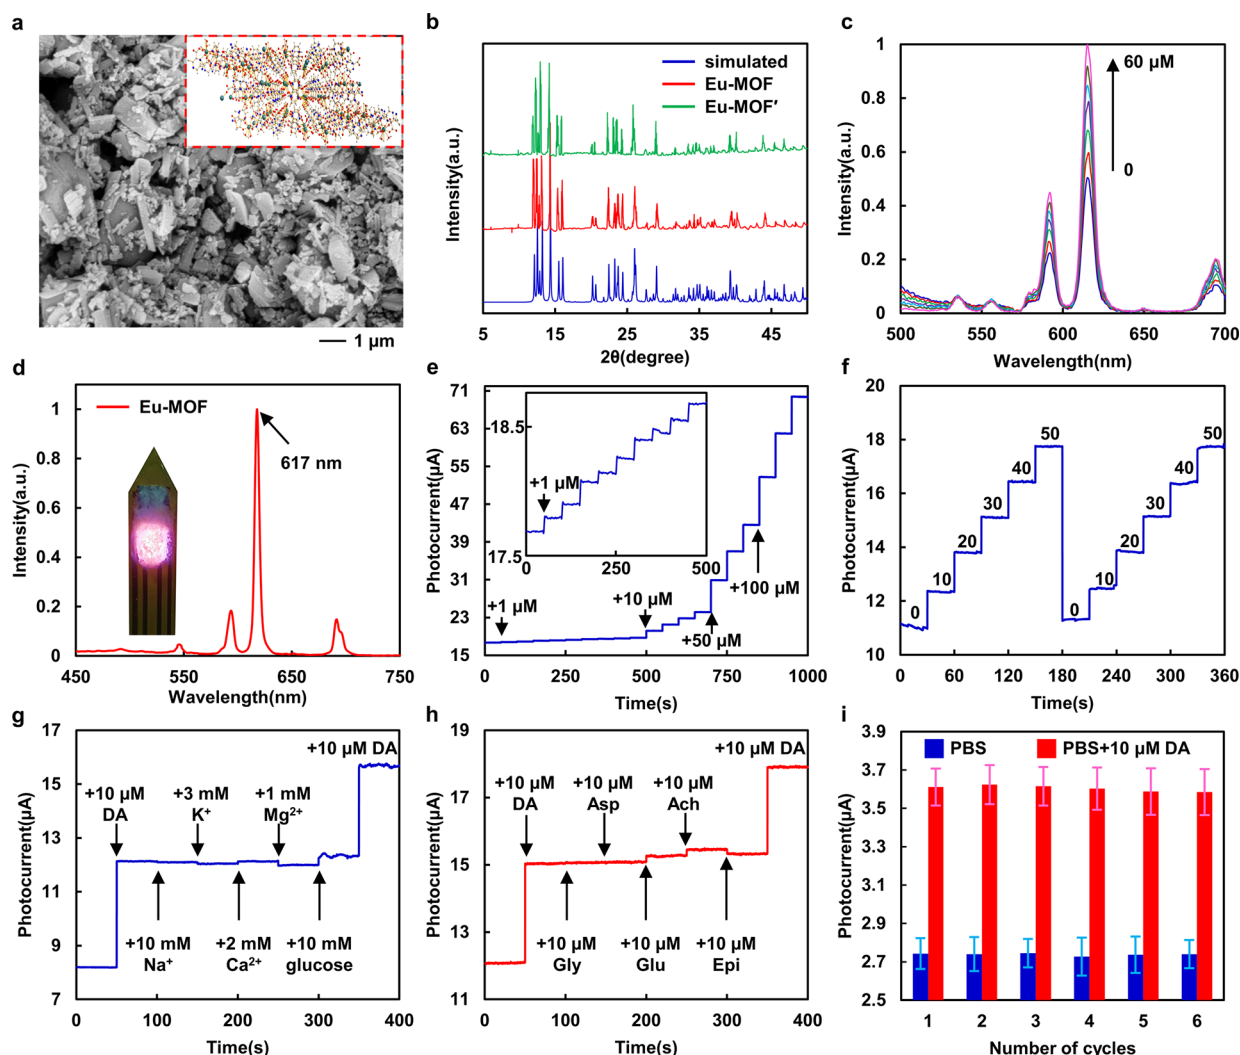 a
1 µm
b
simulated
Eu-MOF
Eu-MOF′
Intensity(a.u.)
5
15
25
35
45
2θ(degree)
c
1
0.8
0.6
0.4
0.2
0
Intensity(a.u.)
60 µM
0
500
550
600
650
700
Wavelength(nm)
d
Eu-MOF
617 nm
1
0.8
0.6
0.4
0.2
0
Intensity(a.u.)
450
550
650
750
Wavelength(nm)
e
71
63
55
47
39
31
23
15
Photocurrent(µA)
18.5
17.5
0
250
500
+1 µM
+1 µM
+10 µM
+50 µM
+100 µM
0
250
500
750
1000
Time(s)
f
20
18
16
14
12
10
Photocurrent(µA)
0
10
20
30
40
50
0
10
20
30
40
50
0
60
120
180
240
300
360
Time(s)
g
17
15
13
11
9
7
Photocurrent(µA)
+10 µM DA
+10 µM
DA
+3 mM
K⁺
+1 mM
Mg²⁺
+10 mM
Na⁺
+2 mM
Ca²⁺
+10 mM
glucose
0
100
200
300
400
Time(s)
h
19
17
15
13
11
Photocurrent(µA)
+10 µM DA
+10 µM
DA
+10 µM
Asp
+10 µM
Ach
+10 µM
Gly
+10 µM
Glu
+10 µM
Epi
0
100
200
300
400
Time(s)
i
3.9
3.7
3.5
3.3
3.1
2.9
2.7
2.5
Photocurrent(µA)
PBS
PBS+10 µM DA
1
2
3
4
5
6
Number of cycles